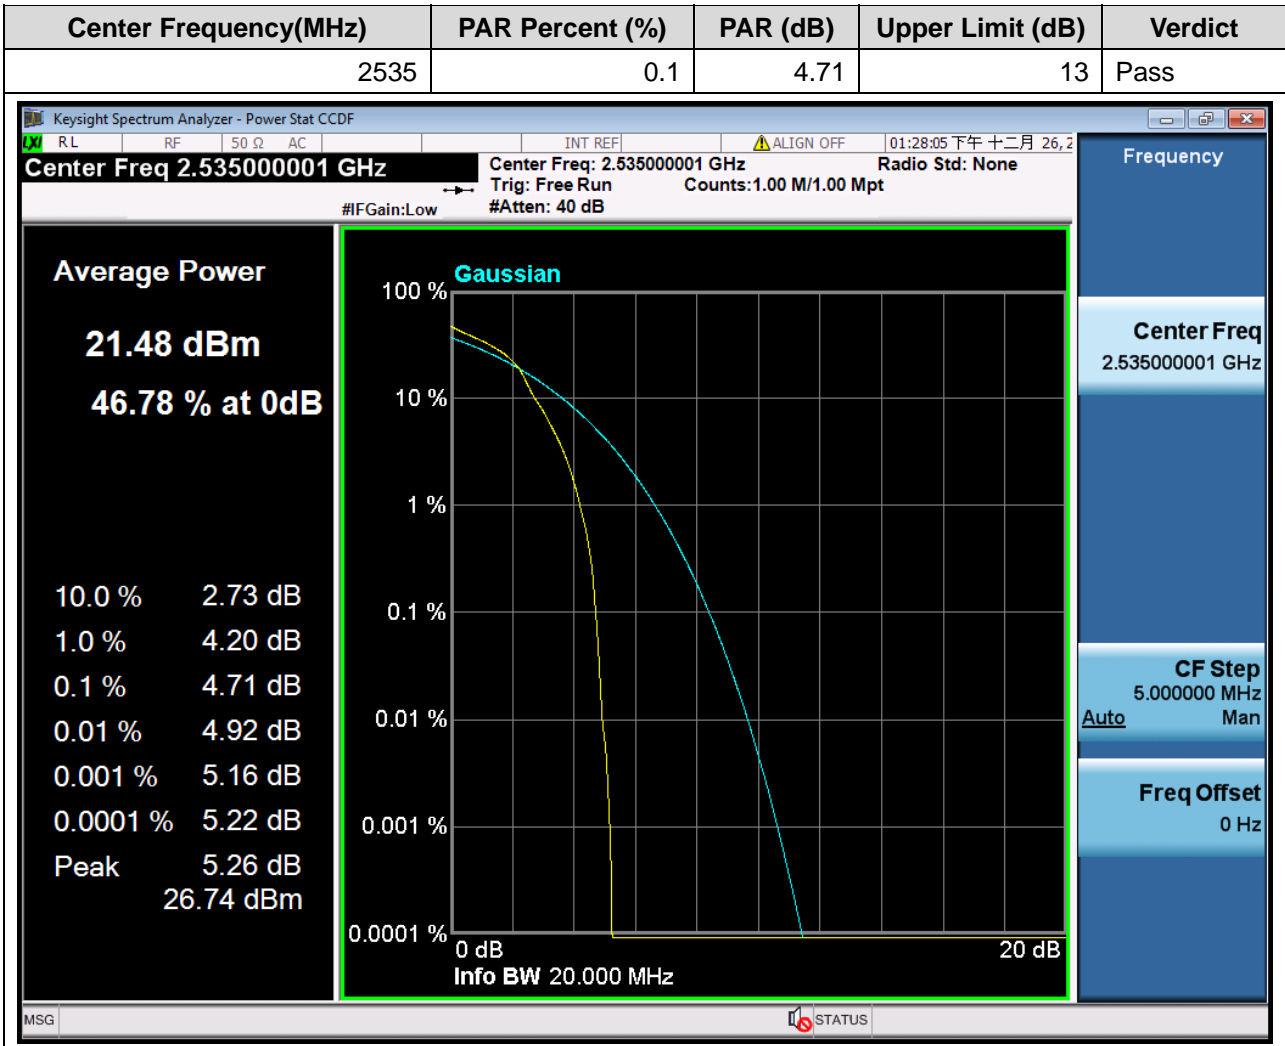 Center Frequency(MHz) PAR Percent (%) PAR (dB) Upper Limit (dB) Verdict
2535 0.1 4.71 13 Pass
Keysight Spectrum Analyzer - Power Stat CCDF
LXI RL RF 50 Ω AC INT REF ALIGN OFF 01:28:05 下午 十二月 26, 2
Center Freq 2.535000001 GHz
Center Freq: 2.535000001 GHz Radio Std: None
Trig: Free Run Counts:1.00 M/1.00 Mpt
#IFGain:Low #Atten: 40 dB
Frequency
Average Power
21.48 dBm
46.78 % at 0dB
10.0 % 2.73 dB
1.0 % 4.20 dB
0.1 % 4.71 dB
0.01 % 4.92 dB
0.001 % 5.16 dB
0.0001 % 5.22 dB
Peak 5.26 dB
26.74 dBm
Gaussian
100 %
10 %
1 %
0.1 %
0.01 %
0.001 %
0.0001 %
0 dB 20 dB
Info BW 20.000 MHz
Center Freq
2.535000001 GHz
CF Step
5.000000 MHz
Auto Man
Freq Offset
0 Hz
MSG STATUS